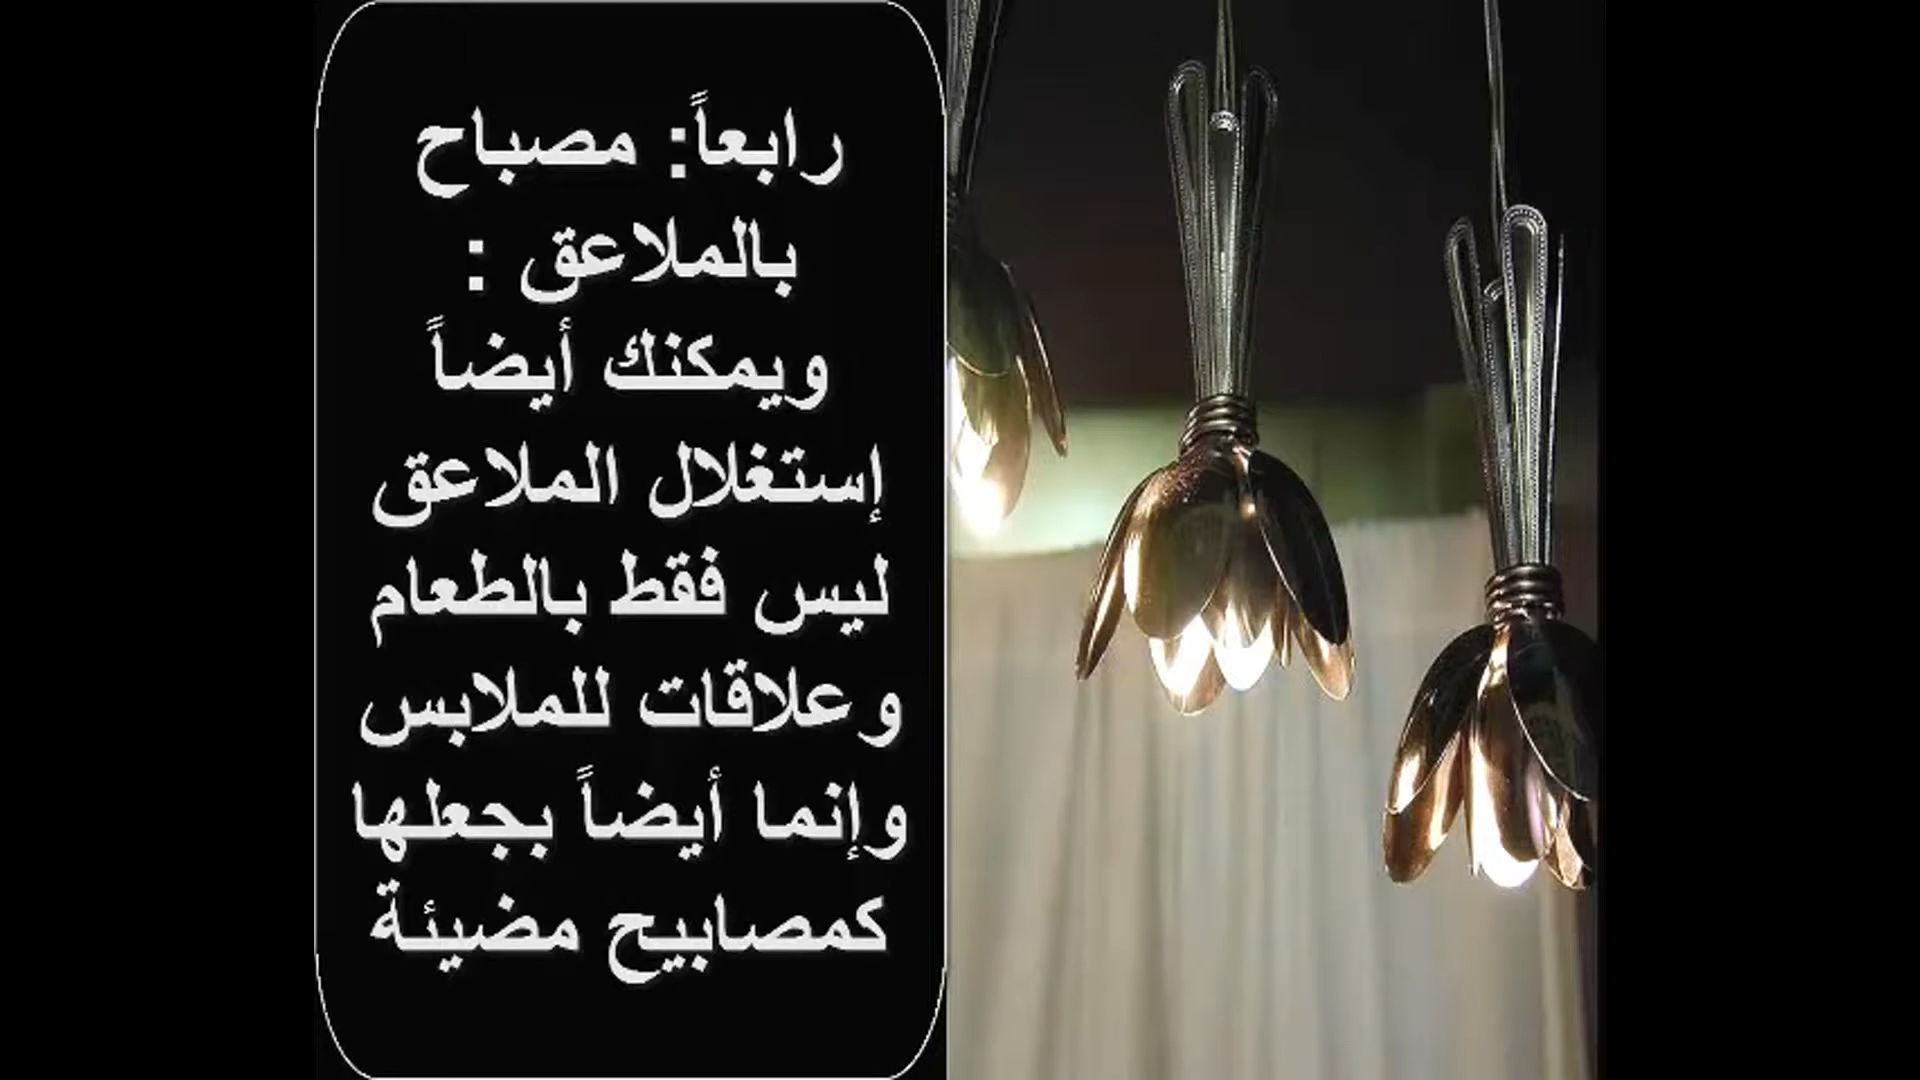 رابعاً: مصباح
بالملاعق :
ويمكنك أيضاً
إستغلال الملاعق
ليس فقط بالطعام
وعلاقات للملابس
وإنما أيضاً بجعلها
كمصابيح مضيئة